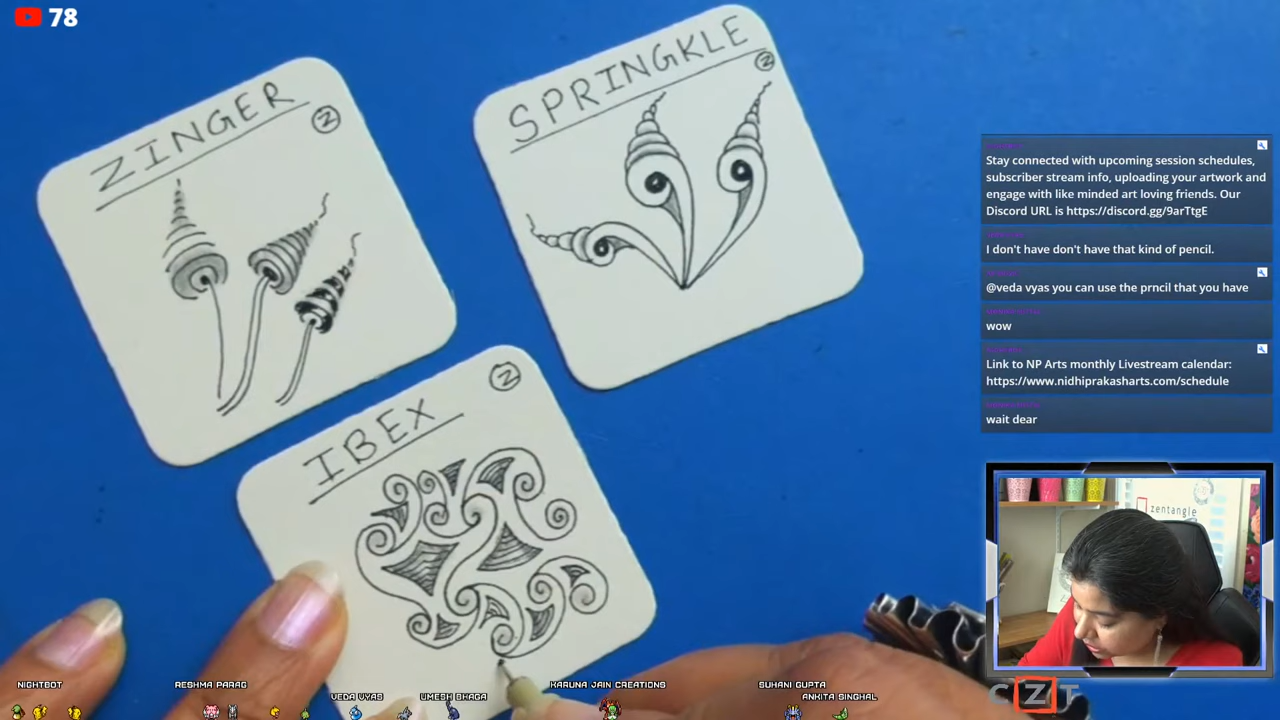 78
ZINGER
SPRINGKLE
IBEX
Stay connected with upcoming session schedules,
subscriber stream info, uploading your artwork and
engage with like minded art loving friends. Our
Discord URL is https://discord.gg/9arTtgE
I don't have don't have that kind of pencil.
@veda vyas you can use the prncil that you have
wow
Link to NP Arts monthly Livestream calendar:
https://www.nidhiprakasharts.com/schedule
wait dear
zentangle
CZT
NIGHTBOT
RESHMA PARAG
VEDA VYAS
UMESH BHAGA
KARUNA JAIN CREATIONS
SUHANI GUPTA
ANKITA SINGHAL